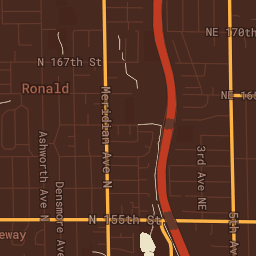 NE 170th
N 167th St
Ronald
NE 16
Meridian Ave N
Ashworth Ave N
Densmore Ave
3rd Ave NE
N 155th St
5th Av
eway